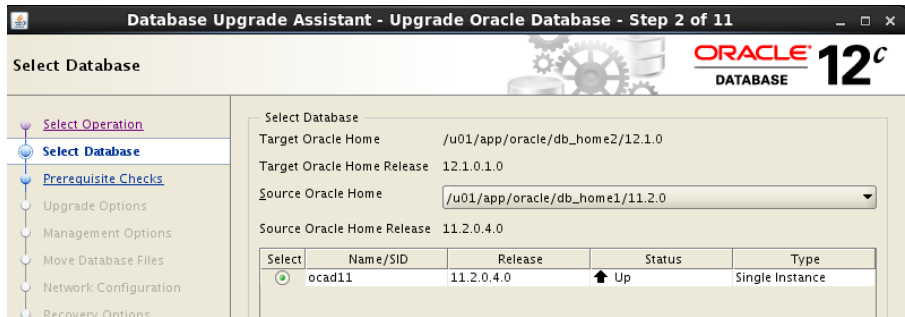 Database Upgrade Assistant - Upgrade Oracle Database - Step 2 of 11
Select Database
ORACLE
DATABASE
12c
Select Operation
Select Database
Prerequisite Checks
Upgrade Options
Management Options
Move Database Files
Network Configuration
Recovery Options
Select Database
Target Oracle Home /u01/app/oracle/db_home2/12.1.0
Target Oracle Home Release 12.1.0.1.0
Source Oracle Home /u01/app/oracle/db_home1/11.2.0
Source Oracle Home Release 11.2.0.4.0
Select Name/SID Release Status Type
ocad11 11.2.0.4.0 Up Single Instance